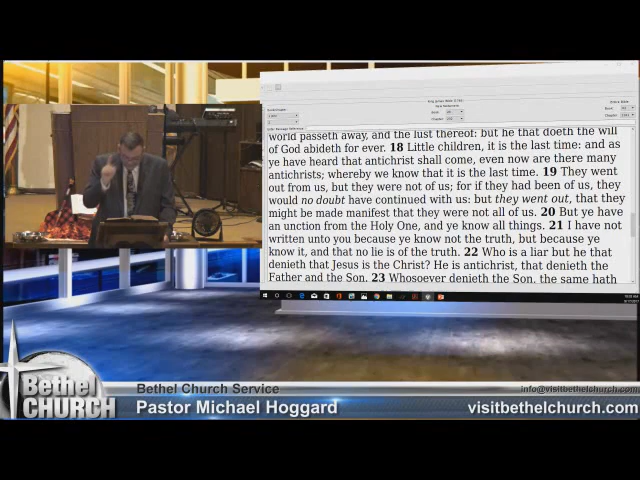 world passeth away, and the lust thereof: but he that doeth the will
of God abideth for ever. 18 Little children, it is the last time: and as
ye have heard that antichrist shall come, even now are there many
antichrists; whereby we know that it is the last time. 19 They went
out from us, but they were not of us; for if they had been of us, they
would no doubt have continued with us: but they went out, that they
might be made manifest that they were not all of us. 20 But ye have
an unction from the Holy One, and ye know all things. 21 I have not
written unto you because ye know not the truth, but because ye
know it, and that no lie is of the truth. 22 Who is a liar but he that
denieth that Jesus is the Christ? He is antichrist, that denieth the
Father and the Son. 23 Whosoever denieth the Son, the same hath
Bethel
CHURCH
Bethel Church Service
info@visitbethelchurch.com
Pastor Michael Hoggard
visitbethelchurch.com